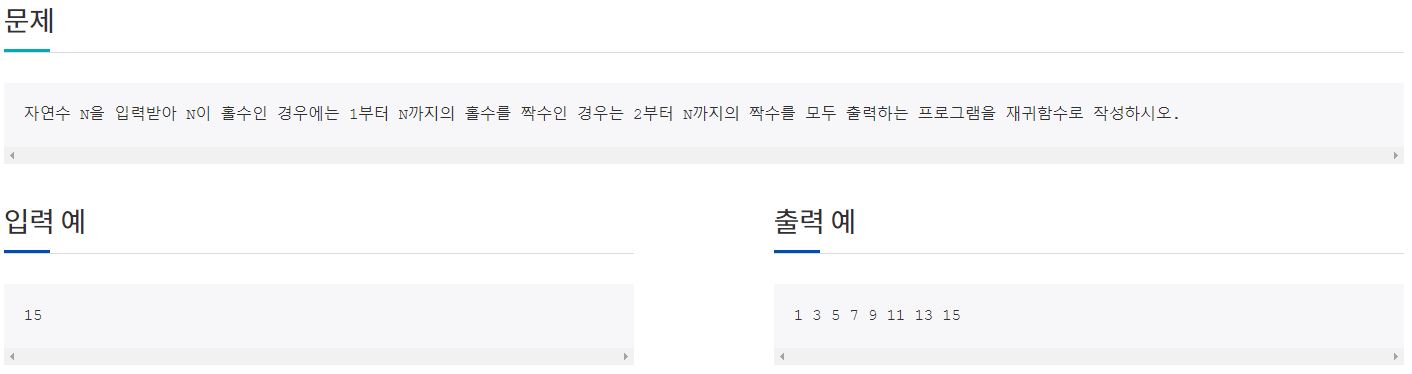 문제
자연수 N을 입력받아 N이 홀수인 경우에는 1부터 N까지의 홀수를 짝수인 경우는 2부터 N까지의 짝수를 모두 출력하는 프로그램을 재귀함수로 작성하시오.
입력 예
15
출력 예
1 3 5 7 9 11 13 15